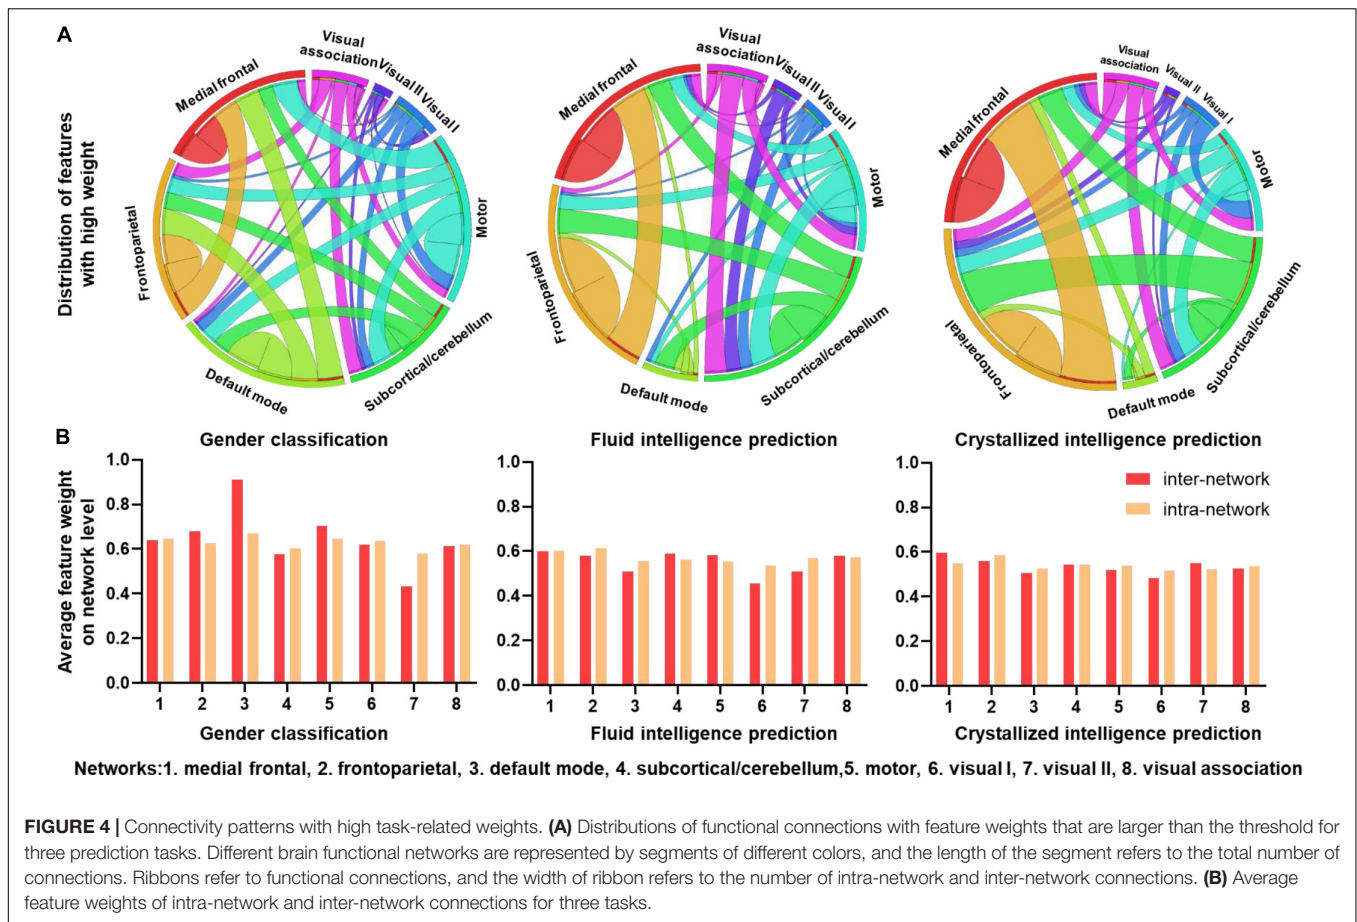 A
Distribution of features
with high weight
Medial frontal
Visual
association
Visual II
Visual I
Motor
Subcortical/cerebellum
Default mode
Frontoparietal
Medial frontal
Visual
association
Visual II
Visual I
Motor
Subcortical/cerebellum
Default mode
Frontoparietal
Medial frontal
Visual
association
Visual II
Visual I
Motor
Subcortical/cerebellum
Default mode
Frontoparietal
B
Gender classification
Fluid intelligence prediction
Crystallized intelligence prediction
Average feature weight
on network level
1.0
0.8
0.6
0.4
0.2
0.0
1 2 3 4 5 6 7 8
Gender classification
1.0
0.8
0.6
0.4
0.2
0.0
1 2 3 4 5 6 7 8
Fluid intelligence prediction
1.0
0.8
0.6
0.4
0.2
0.0
inter-network
intra-network
1 2 3 4 5 6 7 8
Crystallized intelligence prediction
Networks:1. medial frontal, 2. frontoparietal, 3. default mode, 4. subcortical/cerebellum,5. motor, 6. visual I, 7. visual II, 8. visual association
FIGURE 4 | Connectivity patterns with high task-related weights. (A) Distributions of functional connections with feature weights that are larger than the threshold for
three prediction tasks. Different brain functional networks are represented by segments of different colors, and the length of the segment refers to the total number of
connections. Ribbons refer to functional connections, and the width of ribbon refers to the number of intra-network and inter-network connections. (B) Average
feature weights of intra-network and inter-network connections for three tasks.